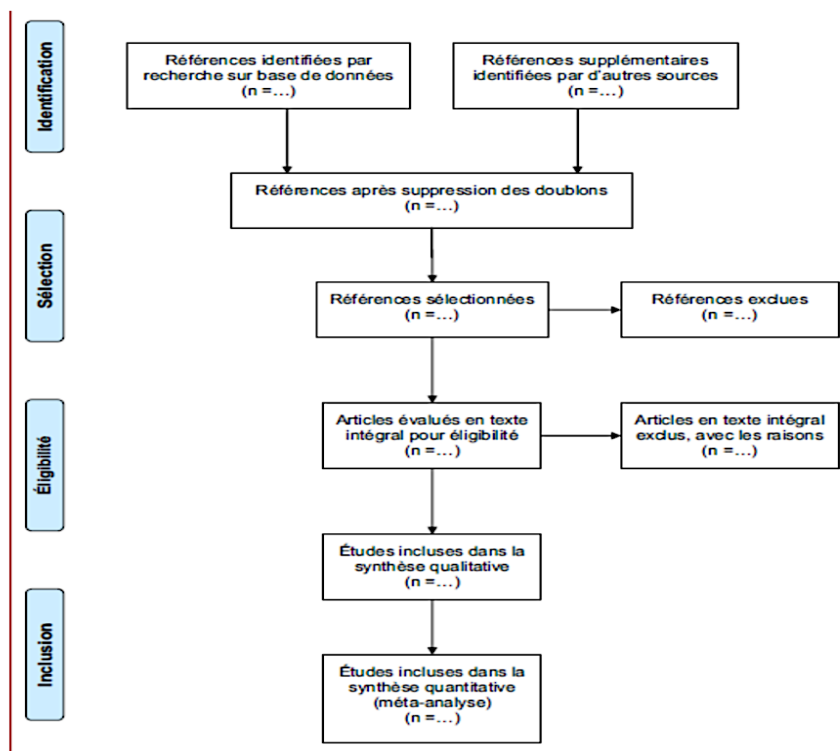 Identification
Références identifiées par
recherche sur base de données
(n =…)
Références supplémentaires
identifiées par d'autres sources
(n =…)
Références après suppression des doublons
(n =…)
Sélection
Références sélectionnées
(n =…)
Références exclues
(n =…)
Éligibilité
Articles évalués en texte
intégral pour éligibilité
(n =…)
Articles en texte intégral
exclus, avec les raisons
(n =…)
Études incluses dans la
synthèse qualitative
(n =…)
Inclusion
Études incluses dans la
synthèse quantitative
(méta-analyse)
(n =…)